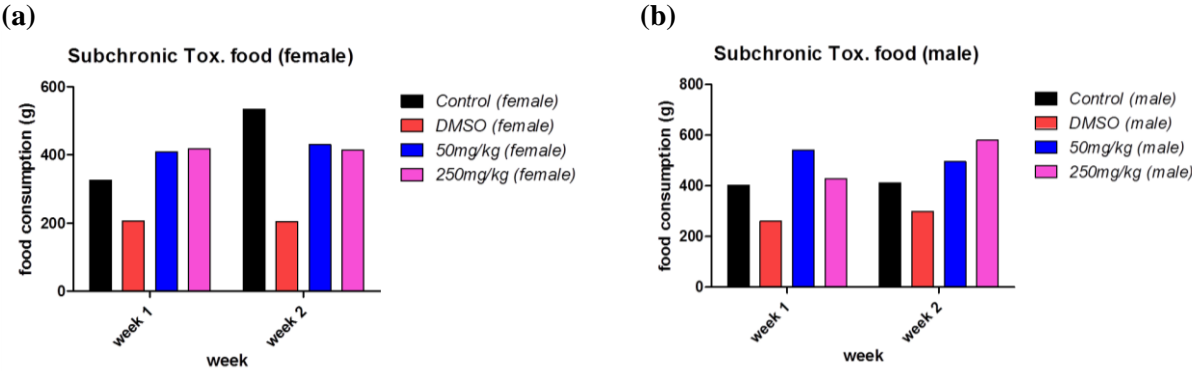 (a)
Subchronic Tox. food (female)
food consumption (g)
600
400
200
0
week 1
week 2
week
Control (female)
DMSO (female)
50mg/kg (female)
250mg/kg (female)
(b)
Subchronic Tox. food (male)
food consumption (g)
800
600
400
200
0
week 1
week 2
week
Control (male)
DMSO (male)
50mg/kg (male)
250mg/kg (male)